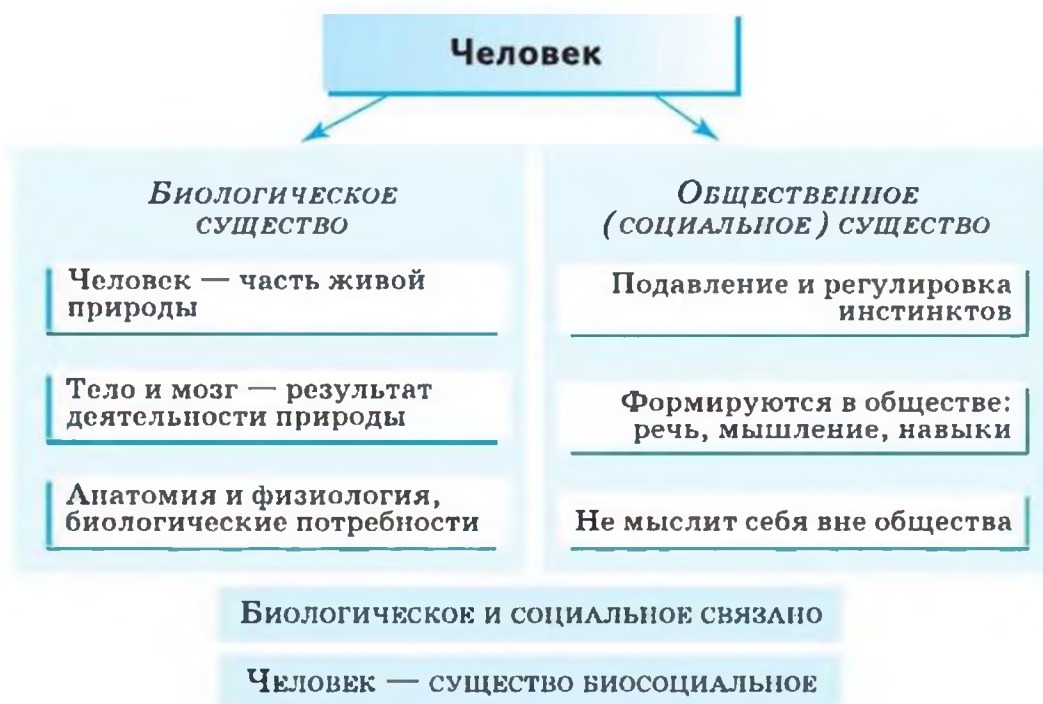 Человек
Биологическое
существо
Человек — часть живой
природы
Тело и мозг — результат
деятельности природы
Анатомия и физиология,
биологические потребности
Общественное
(социальное) существо
Подавление и регулировка
инстинктов
Формируются в обществе:
речь, мышление, навыки
Не мыслит себя вне общества
Биологическое и социальное связано
Человек — существо биосоциальное